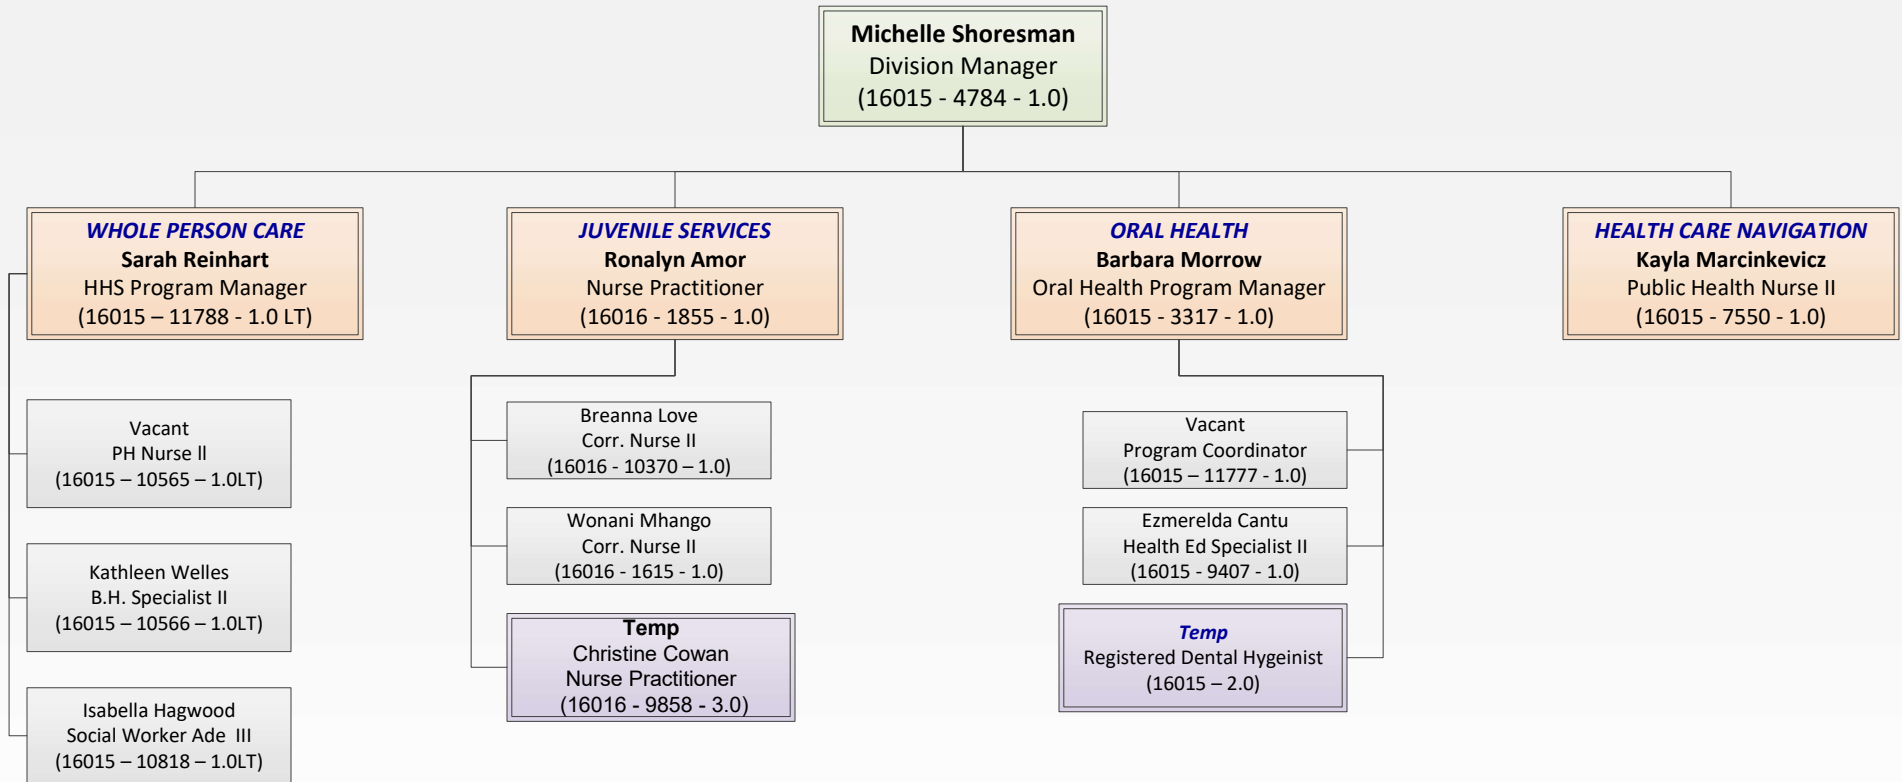 Michelle Shoresman
Division Manager
(16015 - 4784 - 1.0)
WHOLE PERSON CARE
Sarah Reinhart
HHS Program Manager
(16015 – 11788 - 1.0 LT)
JUVENILE SERVICES
Ronalyn Amor
Nurse Practitioner
(16016 - 1855 - 1.0)
ORAL HEALTH
Barbara Morrow
Oral Health Program Manager
(16015 - 3317 - 1.0)
HEALTH CARE NAVIGATION
Kayla Marcinkevicz
Public Health Nurse II
(16015 - 7550 - 1.0)
Vacant
PH Nurse ll
(16015 – 10565 – 1.0LT)
Kathleen Welles
B.H. Specialist II
(16015 – 10566 – 1.0LT)
Isabella Hagwood
Social Worker Ade III
(16015 – 10818 – 1.0LT)
Breanna Love
Corr. Nurse II
(16016 - 10370 – 1.0)
Wonani Mhango
Corr. Nurse II
(16016 - 1615 - 1.0)
Temp
Christine Cowan
Nurse Practitioner
(16016 - 9858 - 3.0)
Vacant
Program Coordinator
(16015 – 11777 - 1.0)
Ezmerelda Cantu
Health Ed Specialist II
(16015 - 9407 - 1.0)
Temp
Registered Dental Hygeinist
(16015 – 2.0)